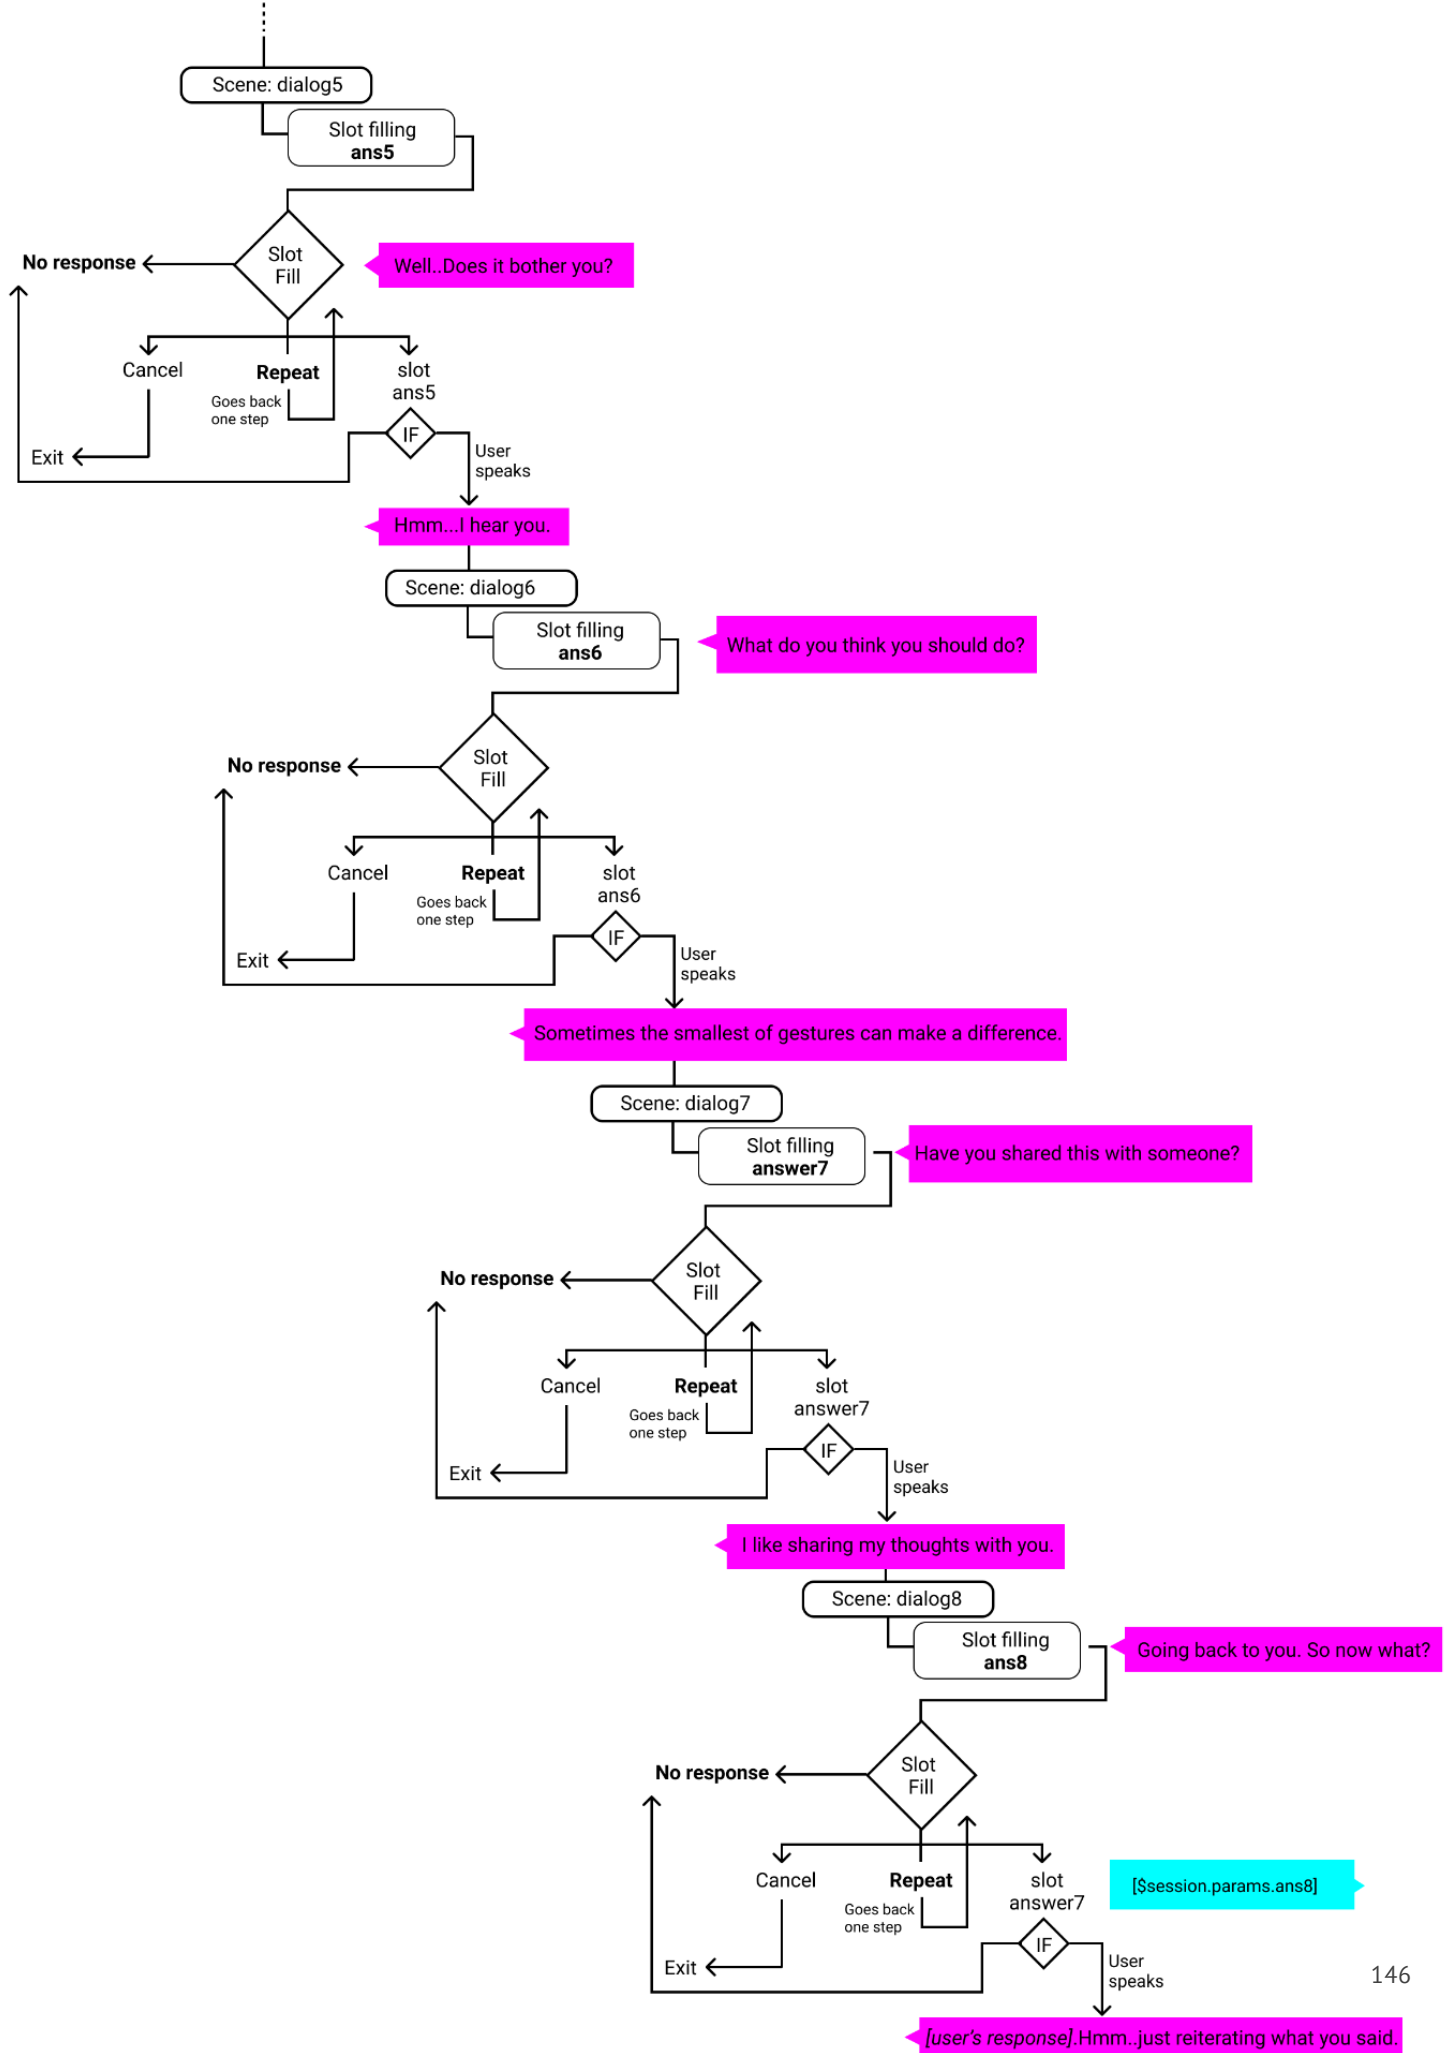 Scene: dialog5
Slot filling
ans5
Slot
Fill
No response
Well..Does it bother you?
Cancel
Repeat
slot
ans5
Goes back
one step
IF
Exit
User
speaks
Hmm...I hear you.
Scene: dialog6
Slot filling
ans6
What do you think you should do?
Slot
Fill
No response
Cancel
Repeat
slot
ans6
Goes back
one step
IF
Exit
User
speaks
Sometimes the smallest of gestures can make a difference.
Scene: dialog7
Slot filling
answer7
Have you shared this with someone?
Slot
Fill
No response
Cancel
Repeat
slot
answer7
Goes back
one step
IF
Exit
User
speaks
I like sharing my thoughts with you.
Scene: dialog8
Slot filling
ans8
Going back to you. So now what?
Slot
Fill
No response
Cancel
Repeat
slot
answer7
[$session.params.ans8]
Goes back
one step
IF
Exit
User
speaks
146
[user's response].Hmm..just reiterating what you said.